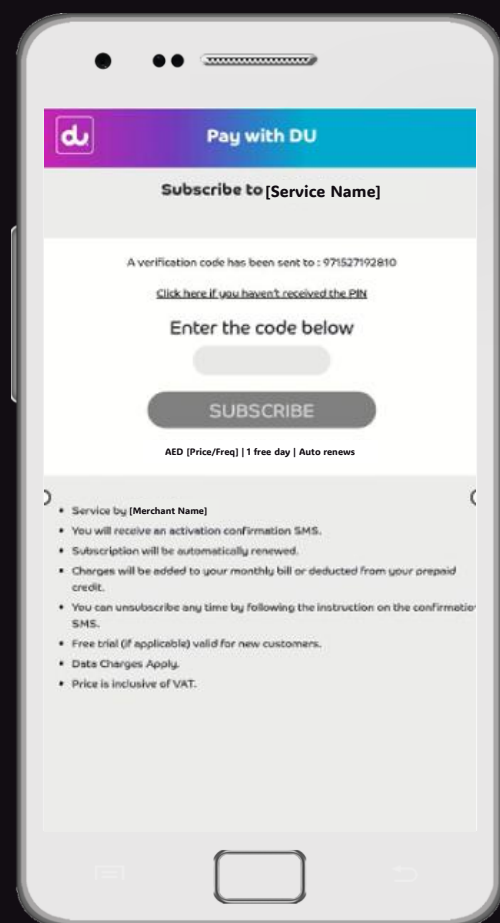 du
Pay with DU
Subscribe to [Service Name]
A verification code has been sent to : 971527192810
Click here if you haven't received the PIN
Enter the code below
SUBSCRIBE
AED [Price/Freq] | 1 free day | Auto renews
• Service by [Merchant Name]
• You will receive an activation confirmation SMS.
• Subscription will be automatically renewed.
• Charges will be added to your monthly bill or deducted from your prepaid
credit.
• You can unsubscribe any time by following the instruction on the confirmatio
SMS.
• Free trial (if applicable) valid for new customers.
• Data Charges Apply.
• Price is inclusive of VAT.